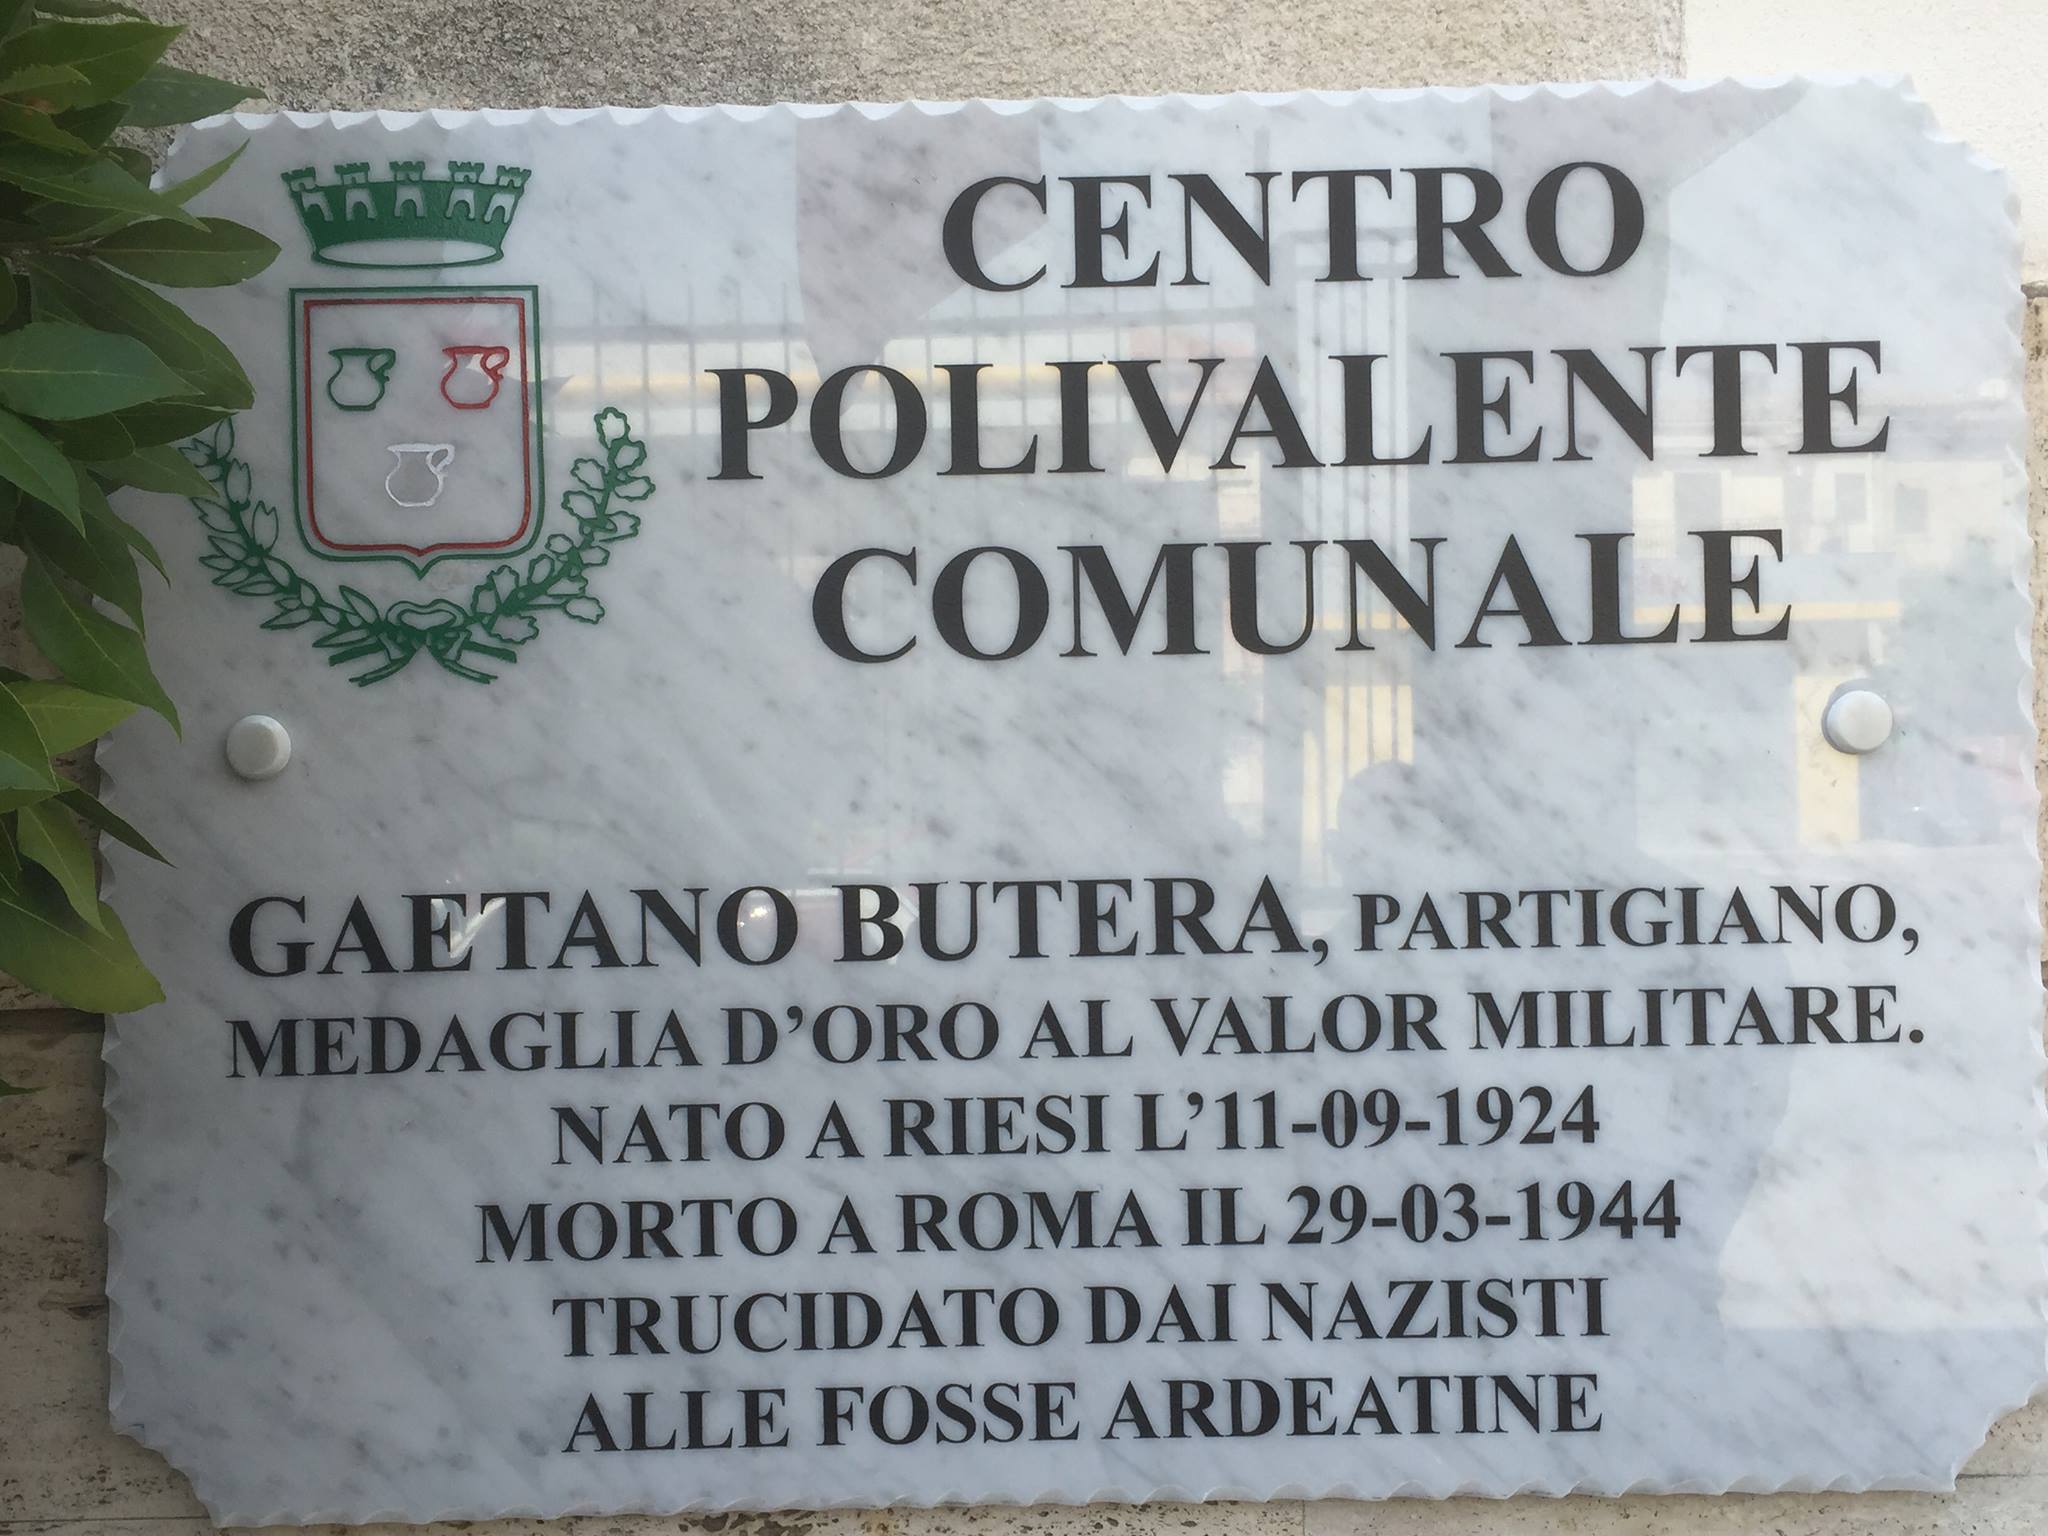 CENTRO
POLIVALENTE
COMUNALE
GAETANO BUTERA, PARTIGIANO,
MEDAGLIA D’ORO AL VALOR MILITARE.
NATO A RIESI L’11-09-1924
MORTO A ROMA IL 29-03-1944
TRUCIDATO DAI NAZISTI
ALLE FOSSE ARDEATINE